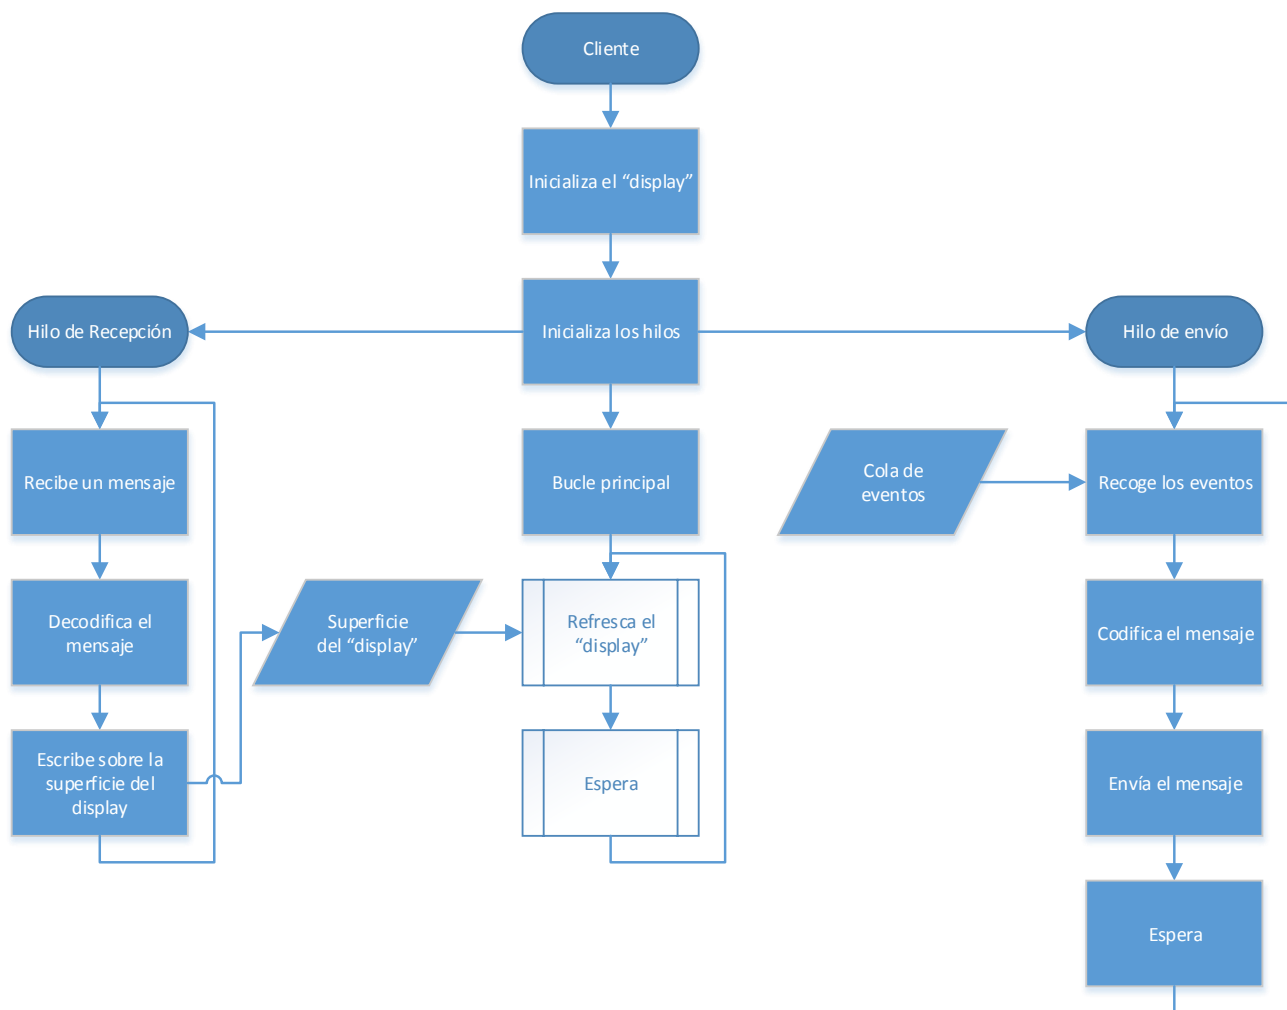 Cliente
Inicializa el “display”
Hilo de Recepción
Inicializa los hilos
Hilo de envío
Recibe un mensaje
Bucle principal
Cola de
eventos
Recoge los eventos
Decodifica el
mensaje
Superficie
del “display”
Refresca el
“display”
Codifica el mensaje
Escribe sobre la
superficie del
display
Espera
Envía el mensaje
Espera